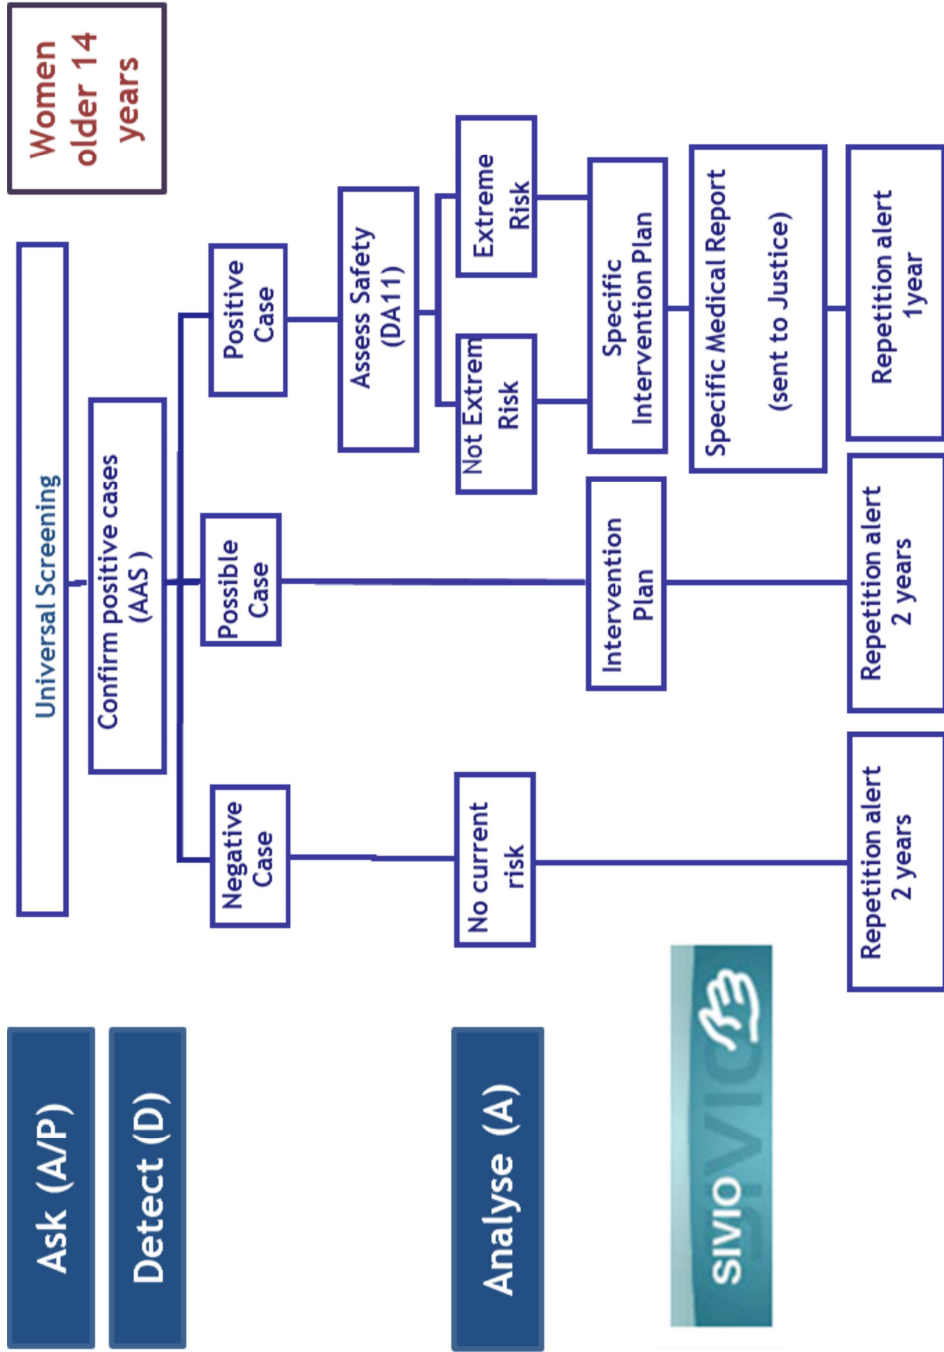 Women
older 14
years
Ask (A/P)
Universal Screening
Detect (D)
Confirm positive cases
(AAS )
Negative
Case
Possible
Case
Positive
Case
Assess Safety
(DA11)
Analyse (A)
No current
risk
Not Extrem
Risk
Extreme
Risk
Intervention
Plan
Specific
Intervention Plan
SIVIO
SIVIO
Specific Medical Report
(sent to Justice)
Repetition alert
2 years
Repetition alert
2 years
Repetition alert
1year